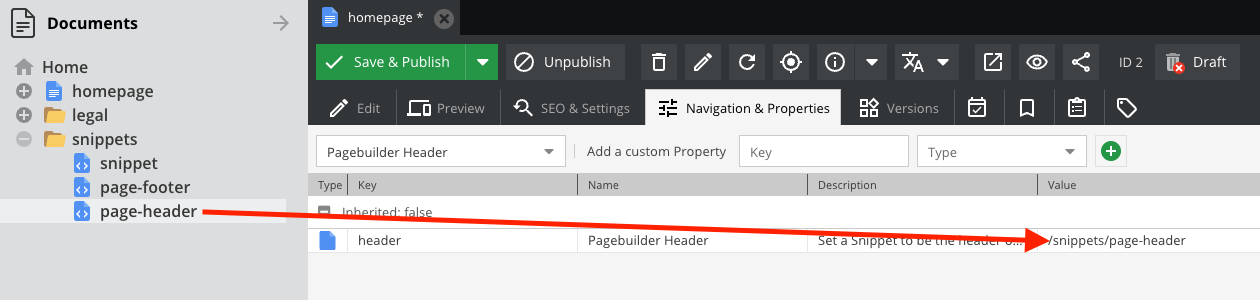 Documents
Home
homepage
legal
snippets
snippet
page-footer
page-header
homepage *
Save & Publish
Unpublish
ID 2
Draft
Edit
Preview
SEO & Settings
Navigation & Properties
Versions
Pagebuilder Header
Add a custom Property
Key
Type
Type Key Name Description Value
Inherited: false
header Pagebuilder Header Set a Snippet to be the header o... /snippets/page-header